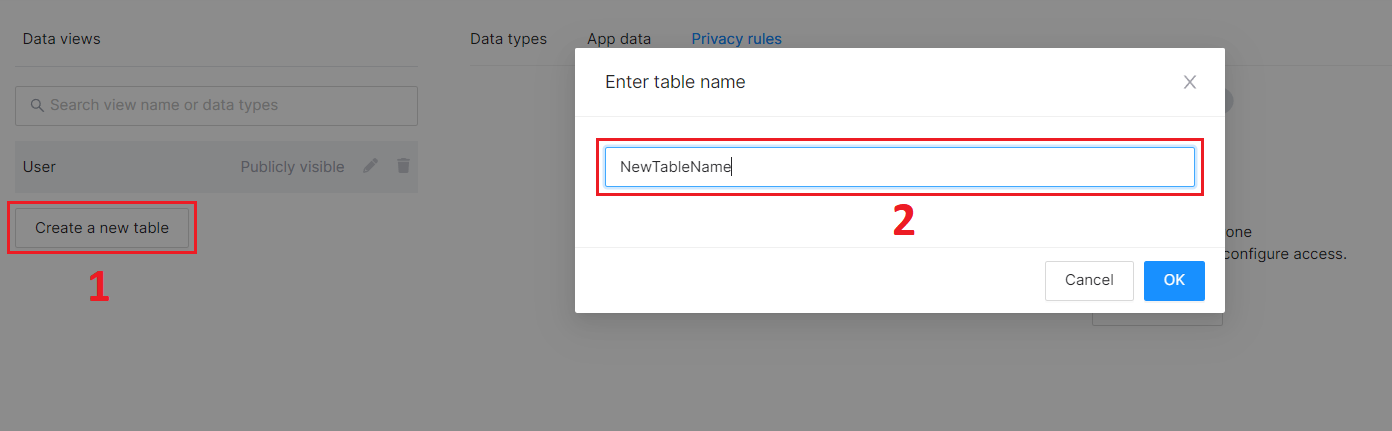 Data views
Data types App data Privacy rules
Search view name or data types
User Publicly visible
Create a new table
1
Enter table name
NewTableName
2
one
configure access.
Cancel OK